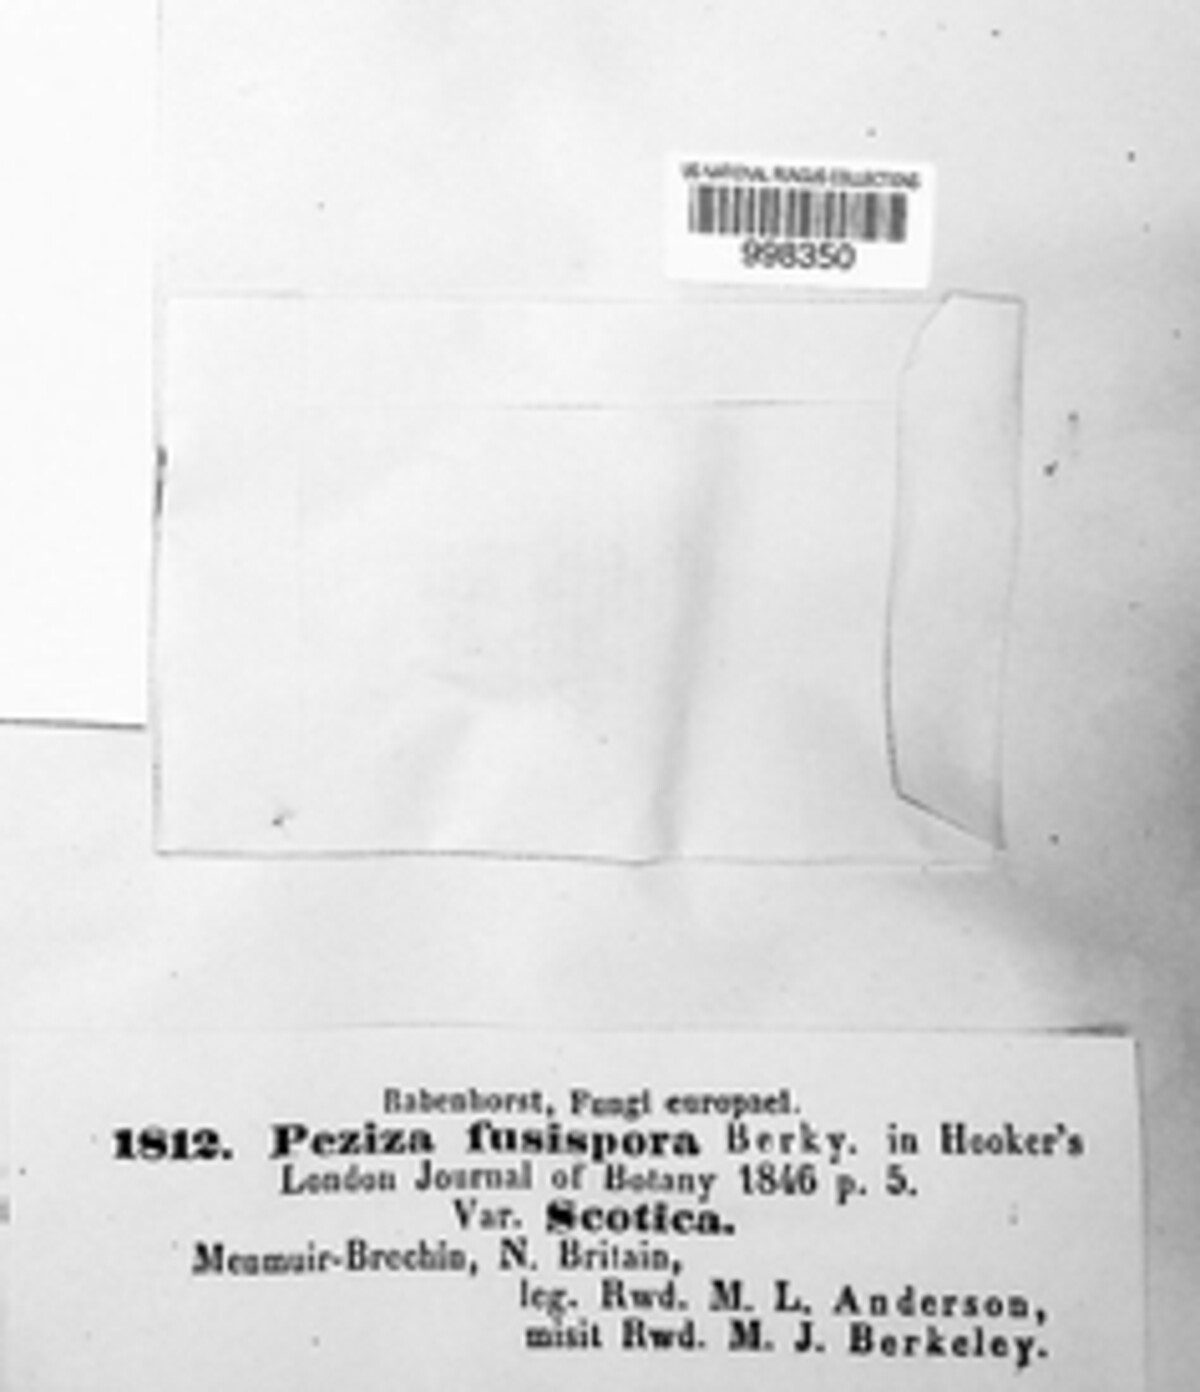 US NATIONAL FUNGUS COLLECTIONS
998350
Rabenhorst, Fungi europaei.
1812. Peziza fusispora Berky. in Hooker's
London Journal of Botany 1846 p. 5.
Var. Scotica.
Menmuir-Brechin, N. Britain,
leg. Rwd. M. L. Anderson,
misit Rwd. M. J. Berkeley.